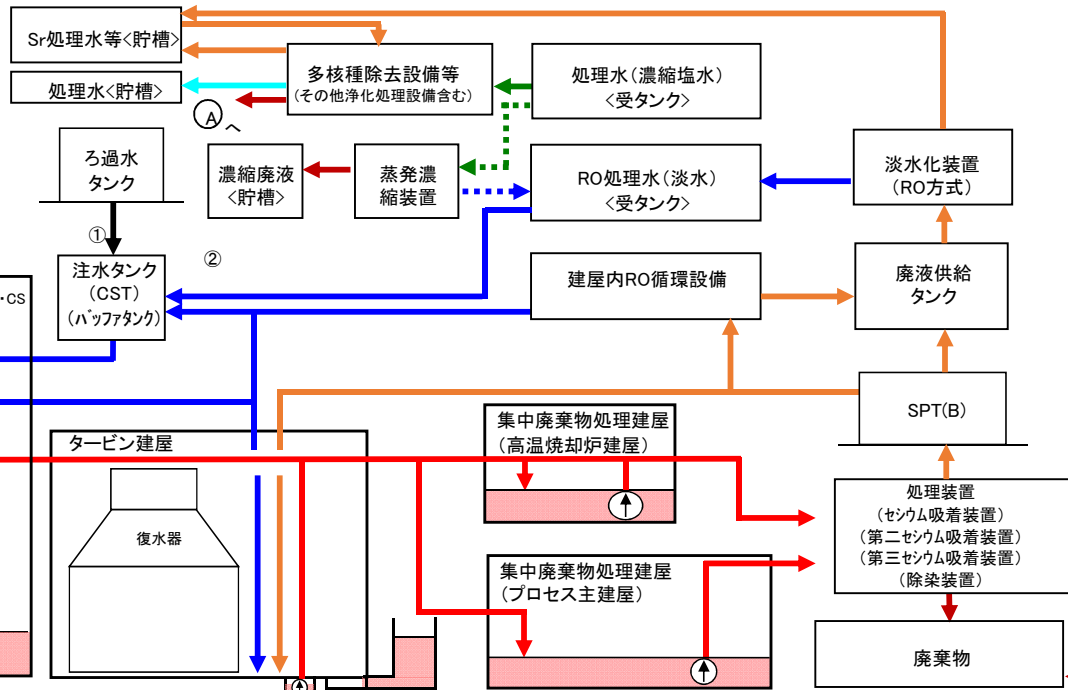 Sr処理水等<貯槽>
処理水<貯槽>
多核種除去設備等
(その他浄化処理設備含む)
処理水(濃縮塩水)
<受タンク>
A
へ
ろ過水
タンク
濃縮廃液
<貯槽>
蒸発濃
縮装置
RO処理水(淡水)
<受タンク>
淡水化装置
(RO方式)
①
②
注水タンク
(CST)
(バッファタンク)
建屋内RO循環設備
廃液供給
タンク
・CS
SPT(B)
タービン建屋
復水器
集中廃棄物処理建屋
(高温焼却炉建屋)
集中廃棄物処理建屋
(プロセス主建屋)
処理装置
(セシウム吸着装置)
(第二セシウム吸着装置)
(第三セシウム吸着装置)
(除染装置)
廃棄物